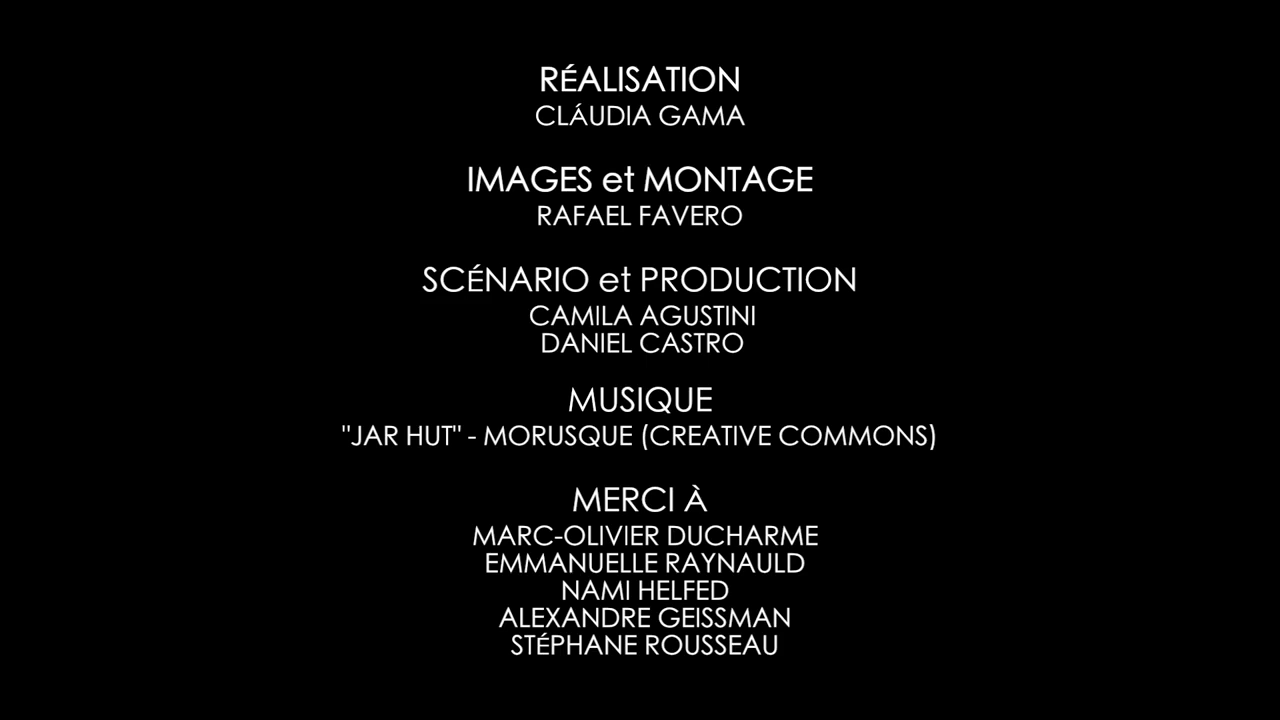 RÉALISATION
CLÁUDIA GAMA
IMAGES et MONTAGE
RAFAEL FAVERO
SCÉNARIO et PRODUCTION
CAMILA AGUSTINI
DANIEL CASTRO
MUSIQUE
"JAR HUT" - MORUSQUE (CREATIVE COMMONS)
MERCI À
MARC-OLIVIER DUCHARME
EMMANUELLE RAYNAULD
NAMI HELFED
ALEXANDRE GEISSMAN
STÉPHANE ROUSSEAU